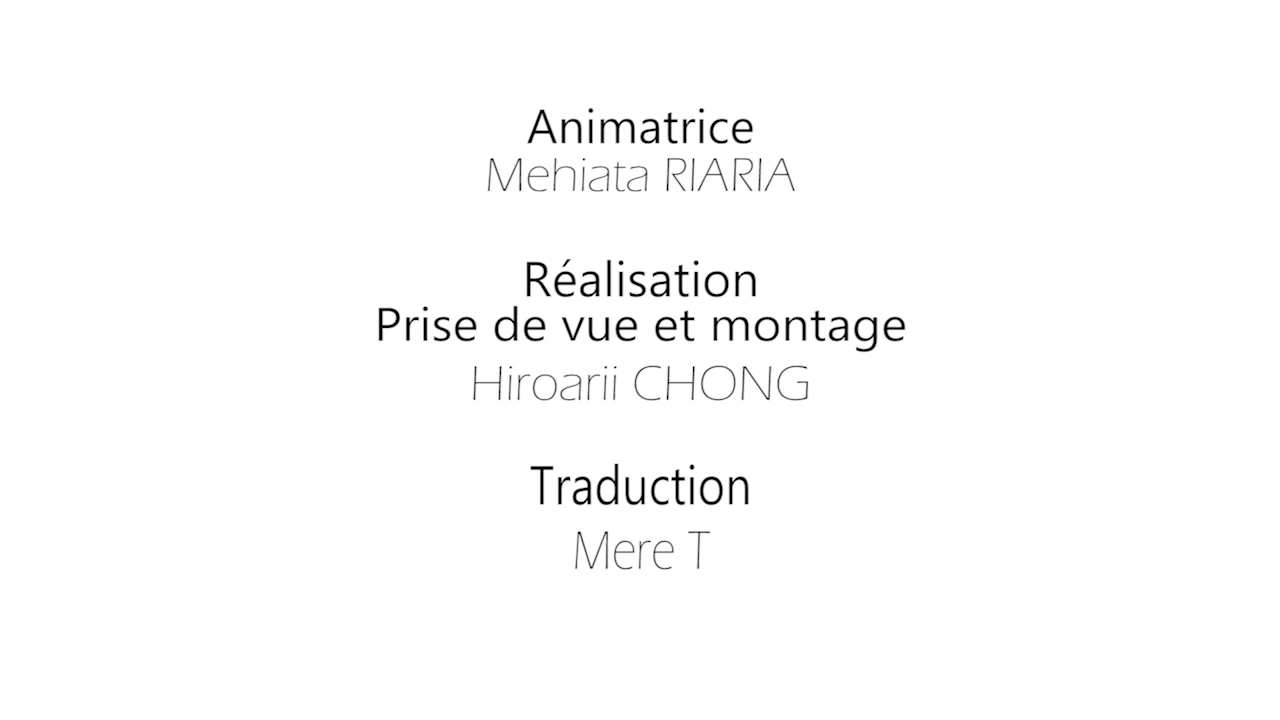 Animatrice
Mehiata RIARIA
Réalisation
Prise de vue et montage
Hiroarii CHONG
Traduction
Mere T